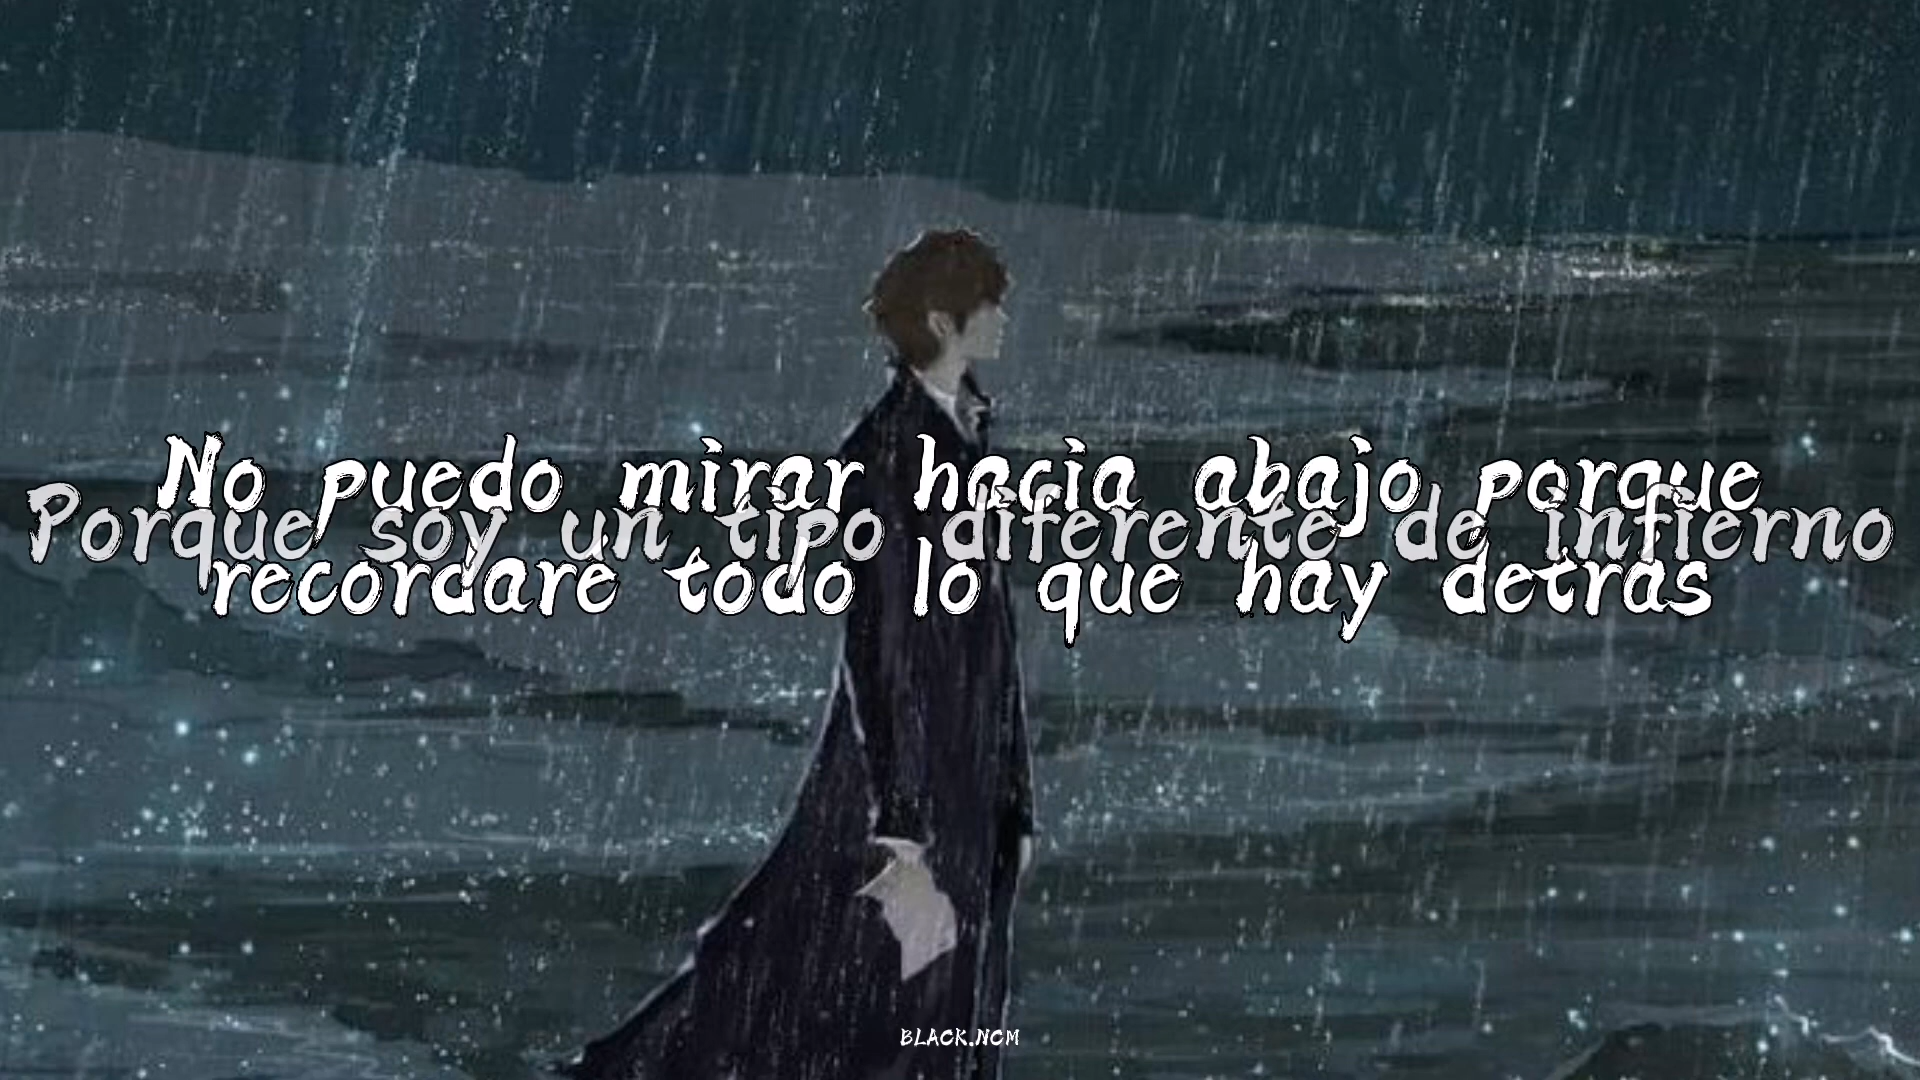 No puedo mirar hacia abajo porque
Porque soy un tipo diferente de infierno
recordaré todo lo que hay detrás
BLACK.NCM